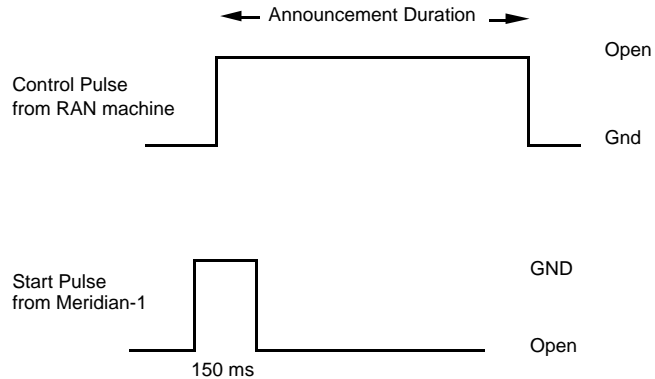 Announcement Duration
Open
Control Pulse
from RAN machine
Gnd
Start Pulse
from Meridian-1
GND
Open
150 ms